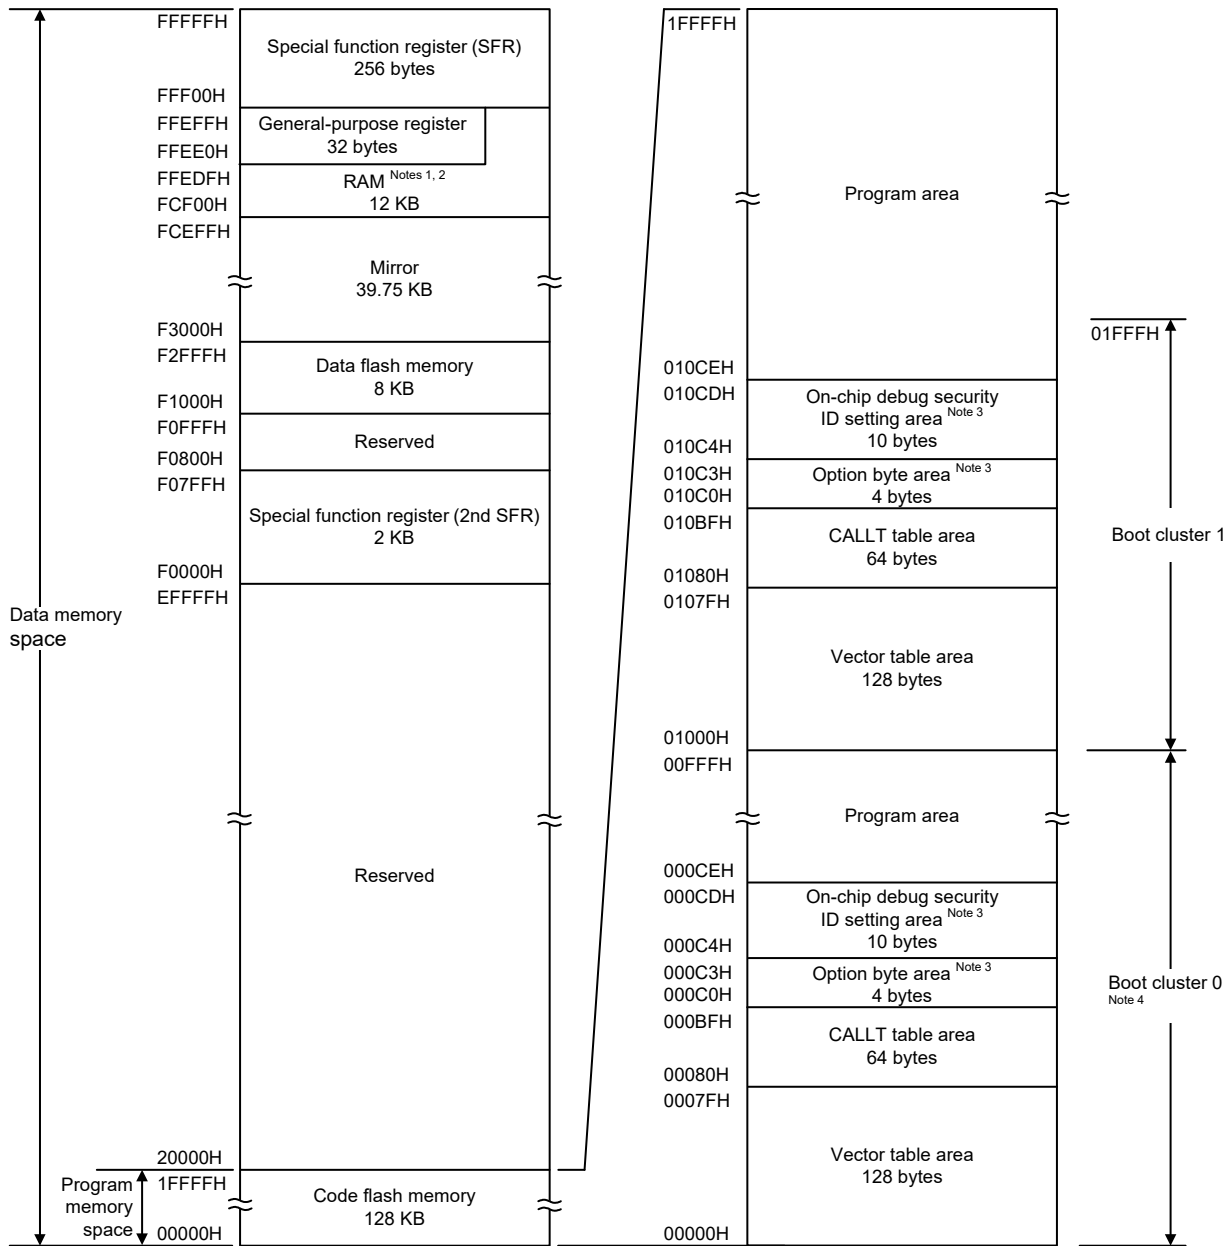 FFFFFH
Special function register (SFR)
256 bytes
FFF00H
FFEFFH
General-purpose register
32 bytes
FFEE0H
FFEDFH
RAM Notes 1, 2
12 KB
FCF00H
FCEFFH
Mirror
39.75 KB
F3000H
F2FFFH
Data flash memory
8 KB
F1000H
F0FFFH
Reserved
F0800H
F07FFH
Special function register (2nd SFR)
2 KB
F0000H
EFFFFH
Data memory
space
Reserved
20000H
1FFFFH
Program
memory
space
Code flash memory
128 KB
00000H
1FFFFH
Program area
01FFFH
010CEH
010CDH
On-chip debug security
ID setting area Note 3
10 bytes
010C4H
010C3H
Option byte area Note 3
4 bytes
010C0H
010BFH
CALLT table area
64 bytes
01080H
0107FH
Boot cluster 1
Vector table area
128 bytes
01000H
00FFFH
Program area
000CEH
000CDH
On-chip debug security
ID setting area Note 3
10 bytes
000C4H
000C3H
Option byte area Note 3
4 bytes
000C0H
000BFH
Boot cluster 0
Note 4
CALLT table area
64 bytes
00080H
0007FH
Vector table area
128 bytes
00000H